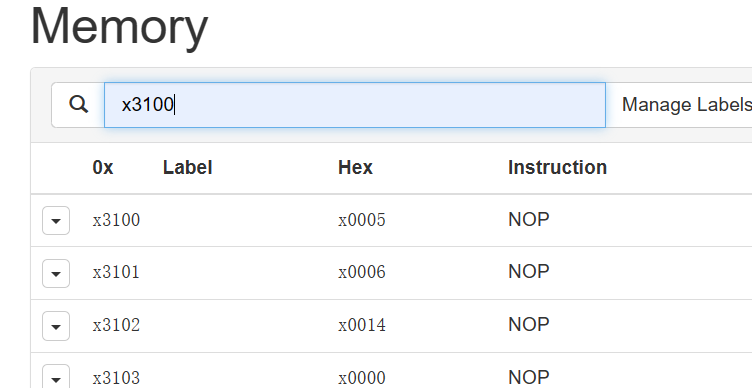 Memory
x3100 Manage Labels
0x Label Hex Instruction
x3100 x0005 NOP
x3101 x0006 NOP
x3102 x0014 NOP
x3103 x0000 NOP